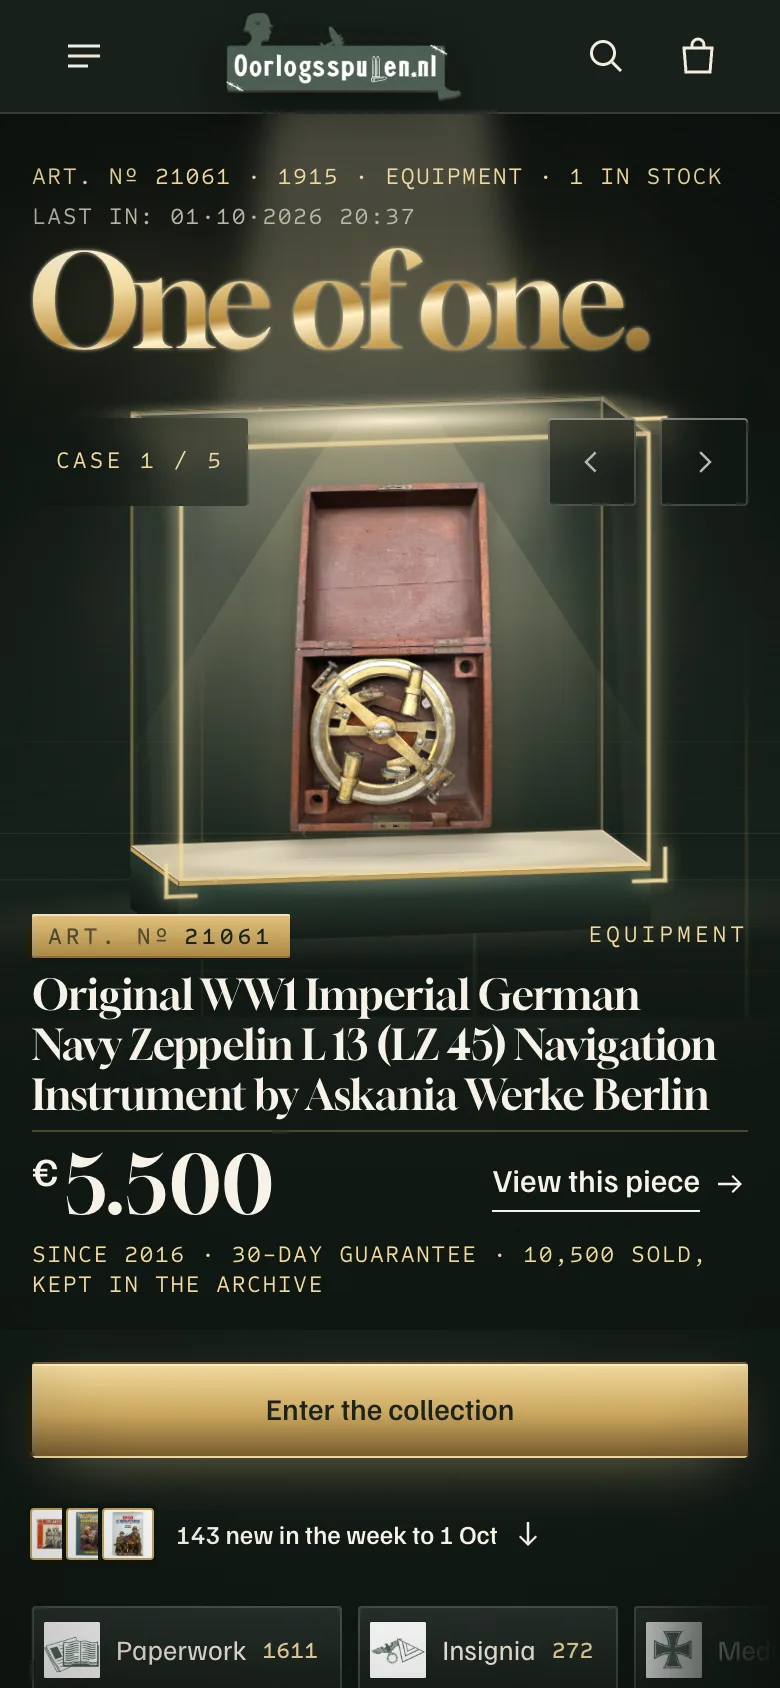 Oorlogsspullen.nl
ART. Nº 21061 · 1915 · EQUIPMENT · 1 IN STOCK
LAST IN: 01·10·2026 20:37
One of one.
CASE 1 / 5
ART. Nº 21061
EQUIPMENT
Original WW1 Imperial German
Navy Zeppelin L 13 (LZ 45) Navigation
Instrument by Askania Werke Berlin
€5.500
View this piece →
SINCE 2016 · 30-DAY GUARANTEE · 10,500 SOLD,
KEPT IN THE ARCHIVE
Enter the collection
143 new in the week to 1 Oct ↓
Paperwork 1611
Insignia 272
Med